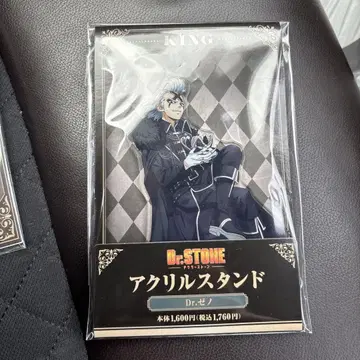 KING
Dr.STONE
ドクターストーン
アクリルスタンド
Dr.ゼノ
本体1,600円(税込1,760円)